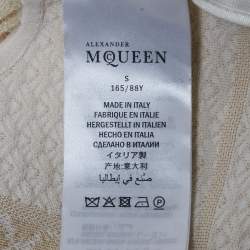 ALEXANDER
McQUEEN
S
165/88Y
MADE IN ITALY
FABRIQUE EN ITALIE
HERGESTELLT IN ITALIEN
HECHO EN ITALIA
СДЕЛАНО В ИТАЛИИ
イタリア製
产地:意大利
صنع في إيطاليا